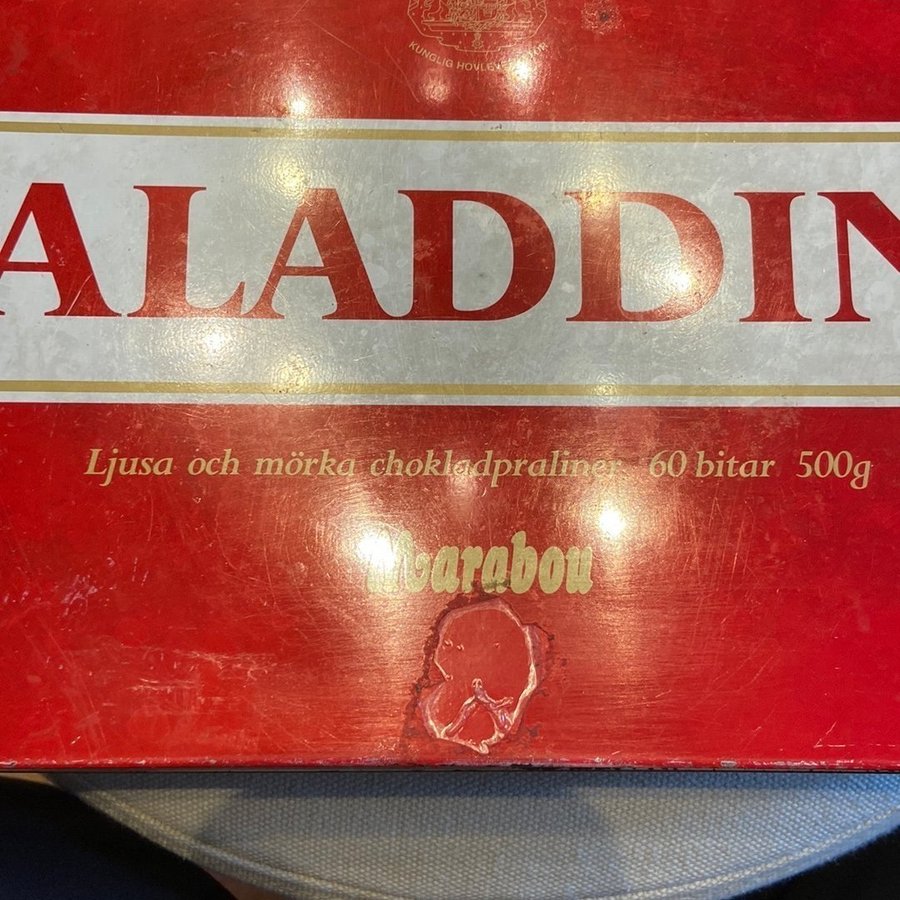 KUNGLIG HOVLEVERANTÖR
ALADDIN
Ljusa och mörka chokladpraliner 60 bitar 500g
Marabou